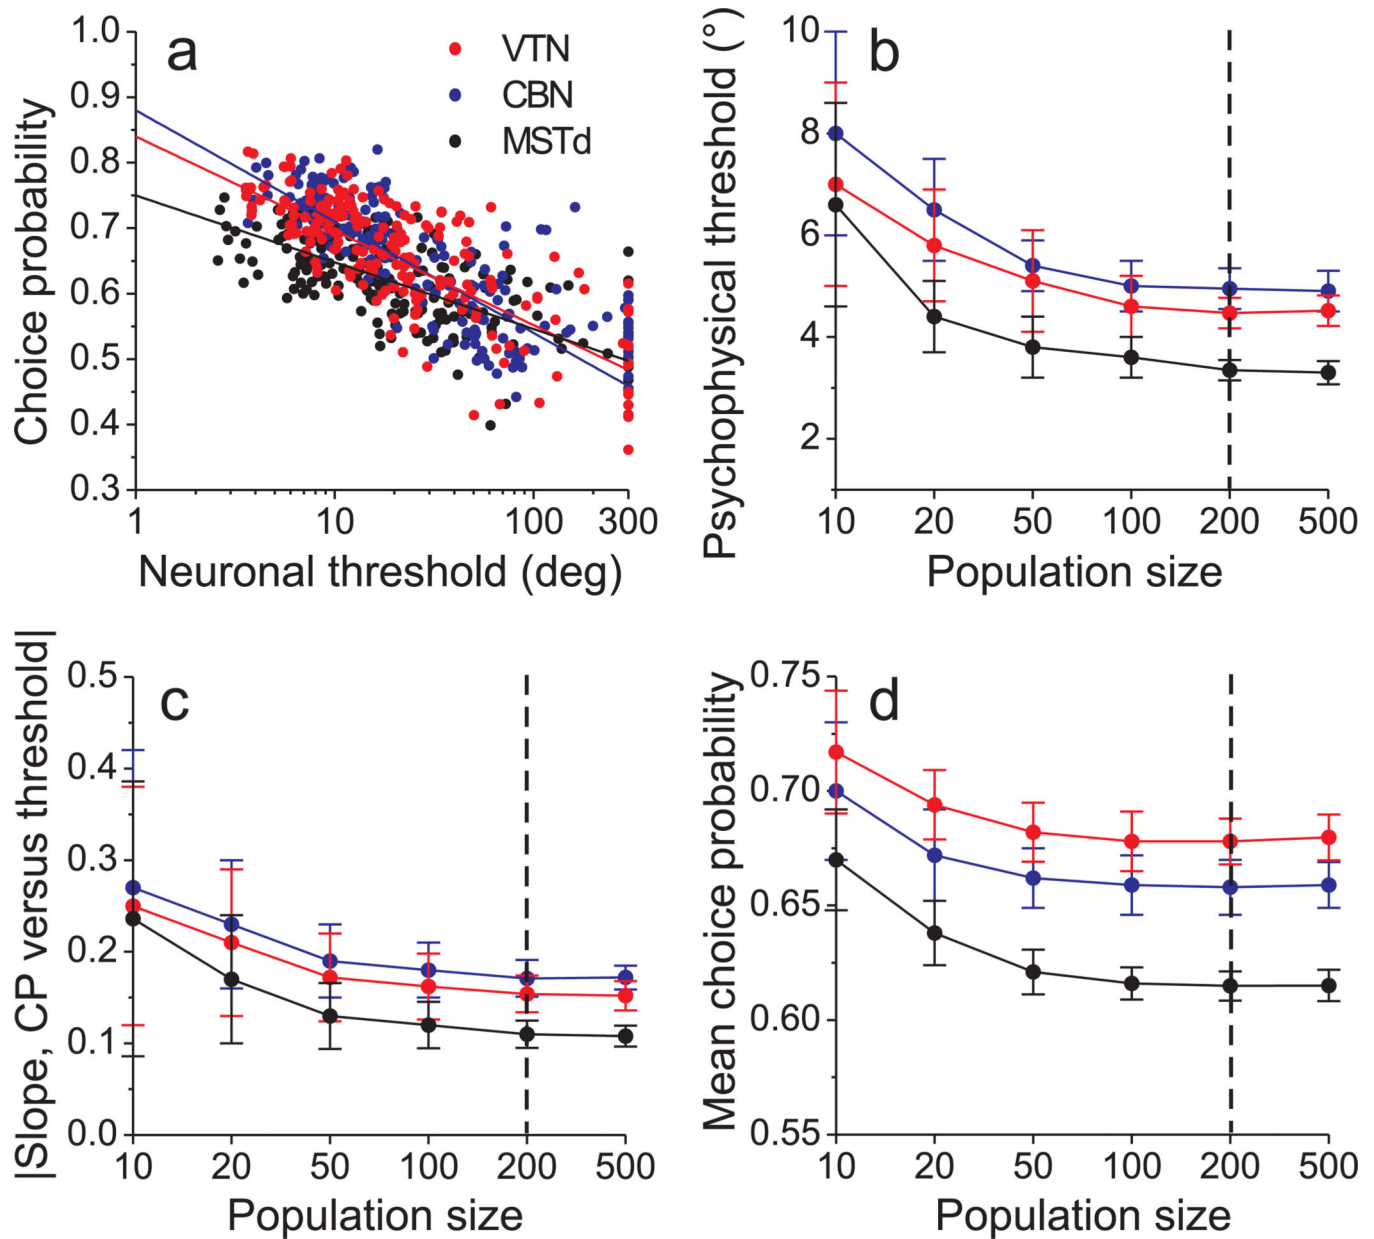 a
VTN
CBN
MSTd
1.0
0.9
0.8
0.7
0.6
0.5
0.4
0.3
Choice probability
1 10 100 300
Neuronal threshold (deg)
b
10
8
6
4
2
Psychophysical threshold (°)
10 20 50 100 200 500
Population size
c
0.5
0.4
0.3
0.2
0.1
0.0
|Slope, CP versus threshold|
10 20 50 100 200 500
Population size
d
0.75
0.70
0.65
0.60
0.55
Mean choice probability
10 20 50 100 200 500
Population size